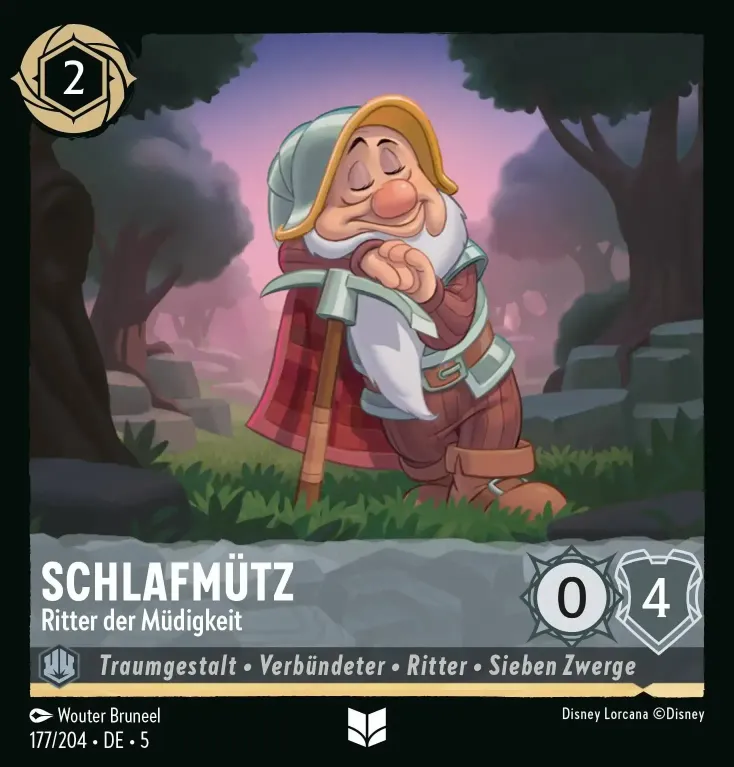 2
SCHLAFMÜTZ
Ritter der Müdigkeit
0
4
Traumgestalt • Verbündeter • Ritter • Sieben Zwerge
Wouter Bruneel
Disney Lorcana ©Disney
177/204 • DE • 5